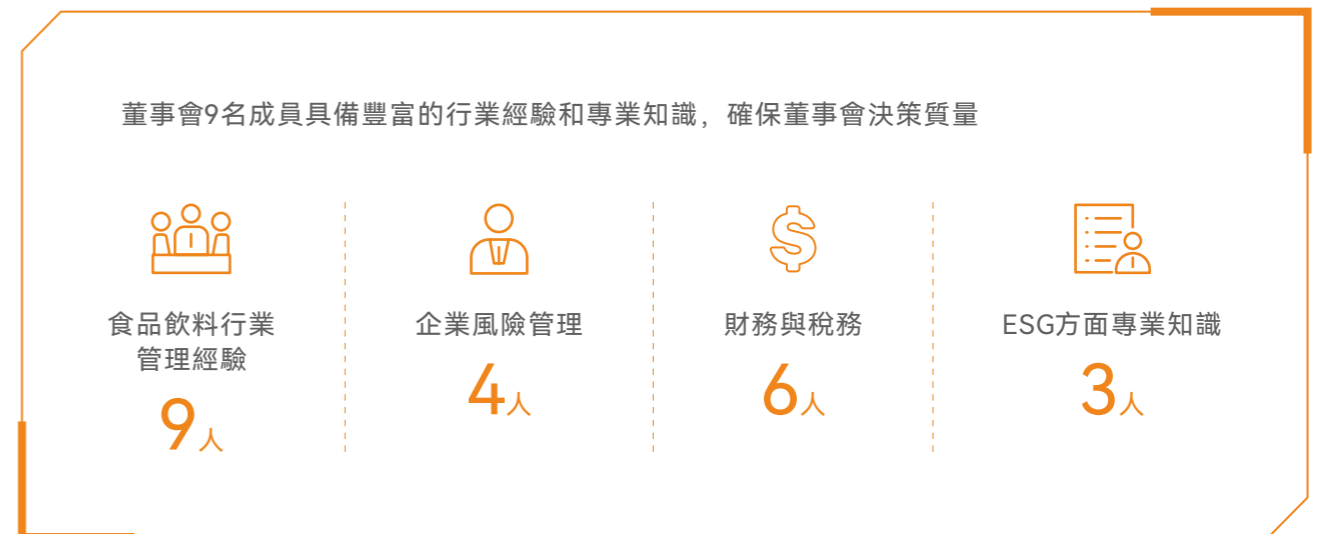 董事會9名成員具備豐富的行業經驗和專業知識，確保董事會決策質量
食品飲料行業
管理經驗
9人
企業風險管理
4人
財務與稅務
6人
ESG方面專業知識
3人